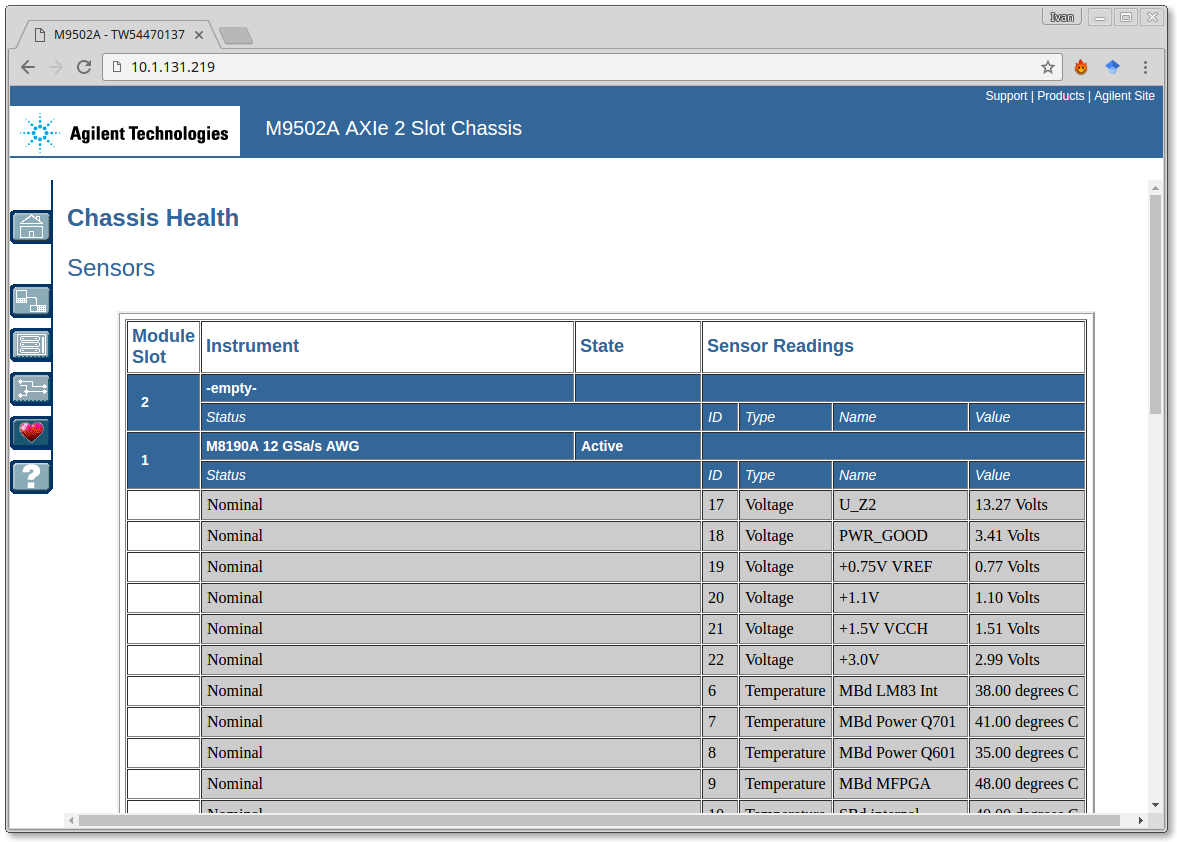 Ivan
M9502A - TW54470137
10.1.131.219
Support | Products | Agilent Site
Agilent Technologies
M9502A AXIe 2 Slot Chassis
Chassis Health
Sensors
Module Slot Instrument State Sensor Readings
2 -empty-
Status ID Type Name Value
1 M8190A 12 GSa/s AWG Active
Status ID Type Name Value
Nominal 17 Voltage U_Z2 13.27 Volts
Nominal 18 Voltage PWR_GOOD 3.41 Volts
Nominal 19 Voltage +0.75V VREF 0.77 Volts
Nominal 20 Voltage +1.1V 1.10 Volts
Nominal 21 Voltage +1.5V VCCH 1.51 Volts
Nominal 22 Voltage +3.0V 2.99 Volts
Nominal 6 Temperature MBd LM83 Int 38.00 degrees C
Nominal 7 Temperature MBd Power Q701 41.00 degrees C
Nominal 8 Temperature MBd Power Q601 35.00 degrees C
Nominal 9 Temperature MBd MFPGA 48.00 degrees C
Nominal 10 Temperature SBd internal degrees C